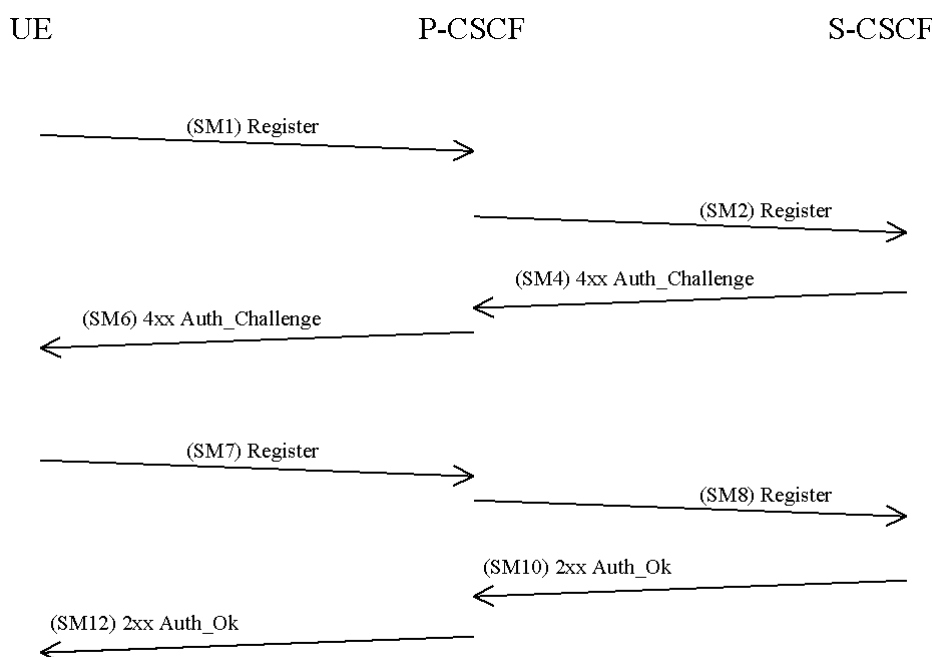 UE P-CSCF S-CSCF
(SM1) Register
(SM2) Register
(SM4) 4xx Auth_Challenge
(SM6) 4xx Auth_Challenge
(SM7) Register
(SM8) Register
(SM10) 2xx Auth_Ok
(SM12) 2xx Auth_Ok